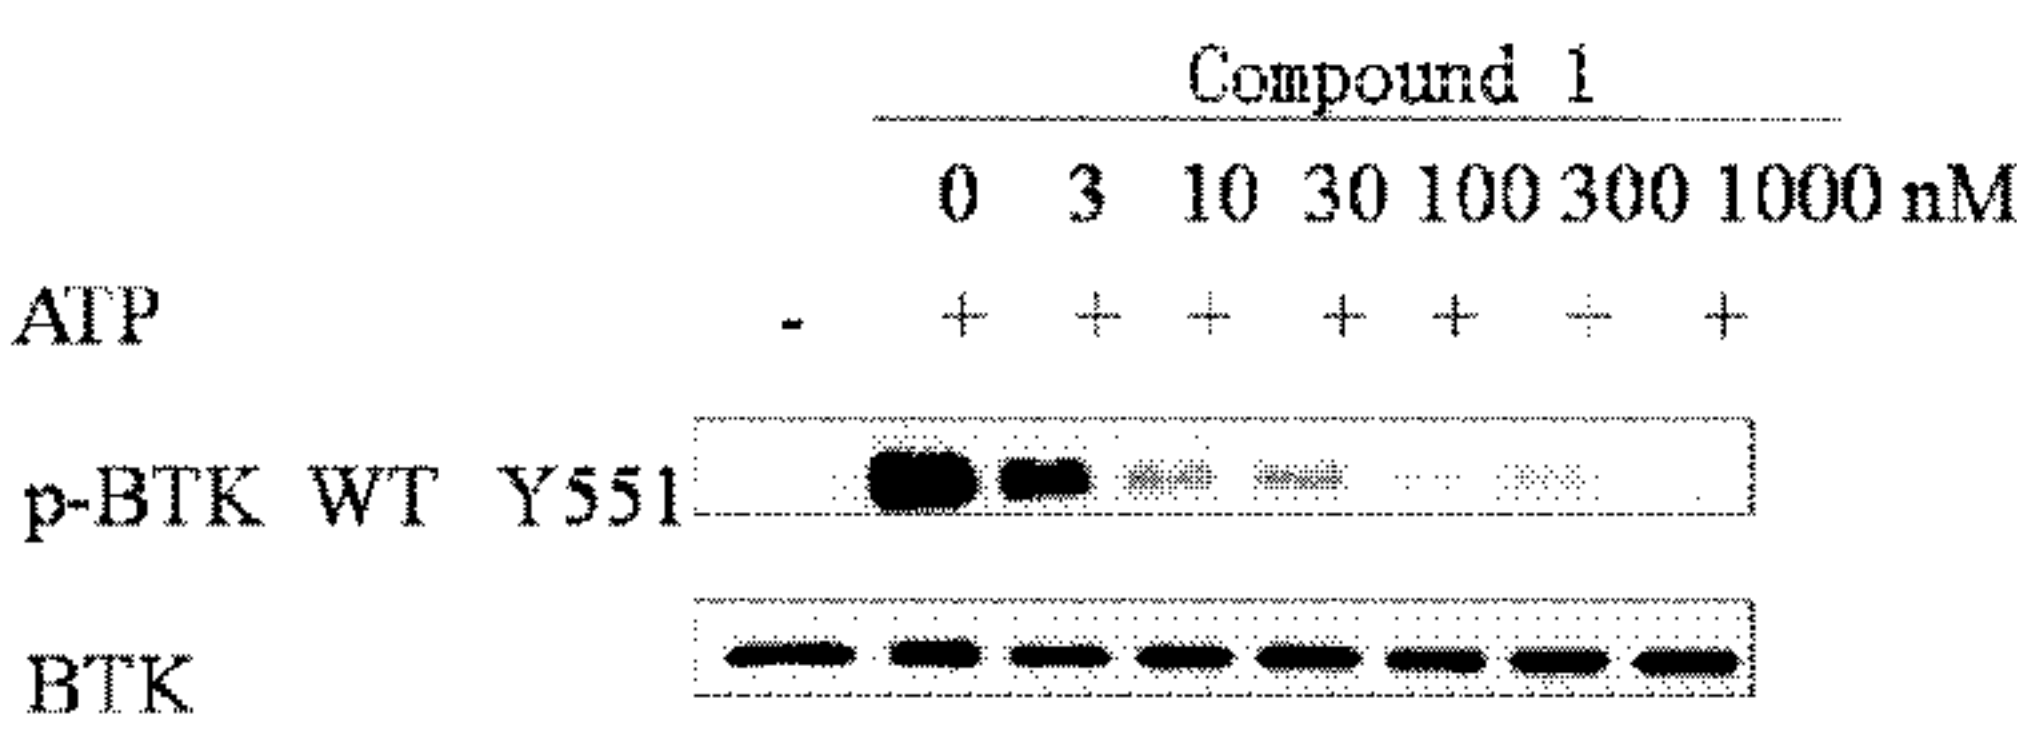 Compound 1
0 3 10 30 100 300 1000 nM
ATP - + + + + + + +
p-BTK WT Y551
BTK